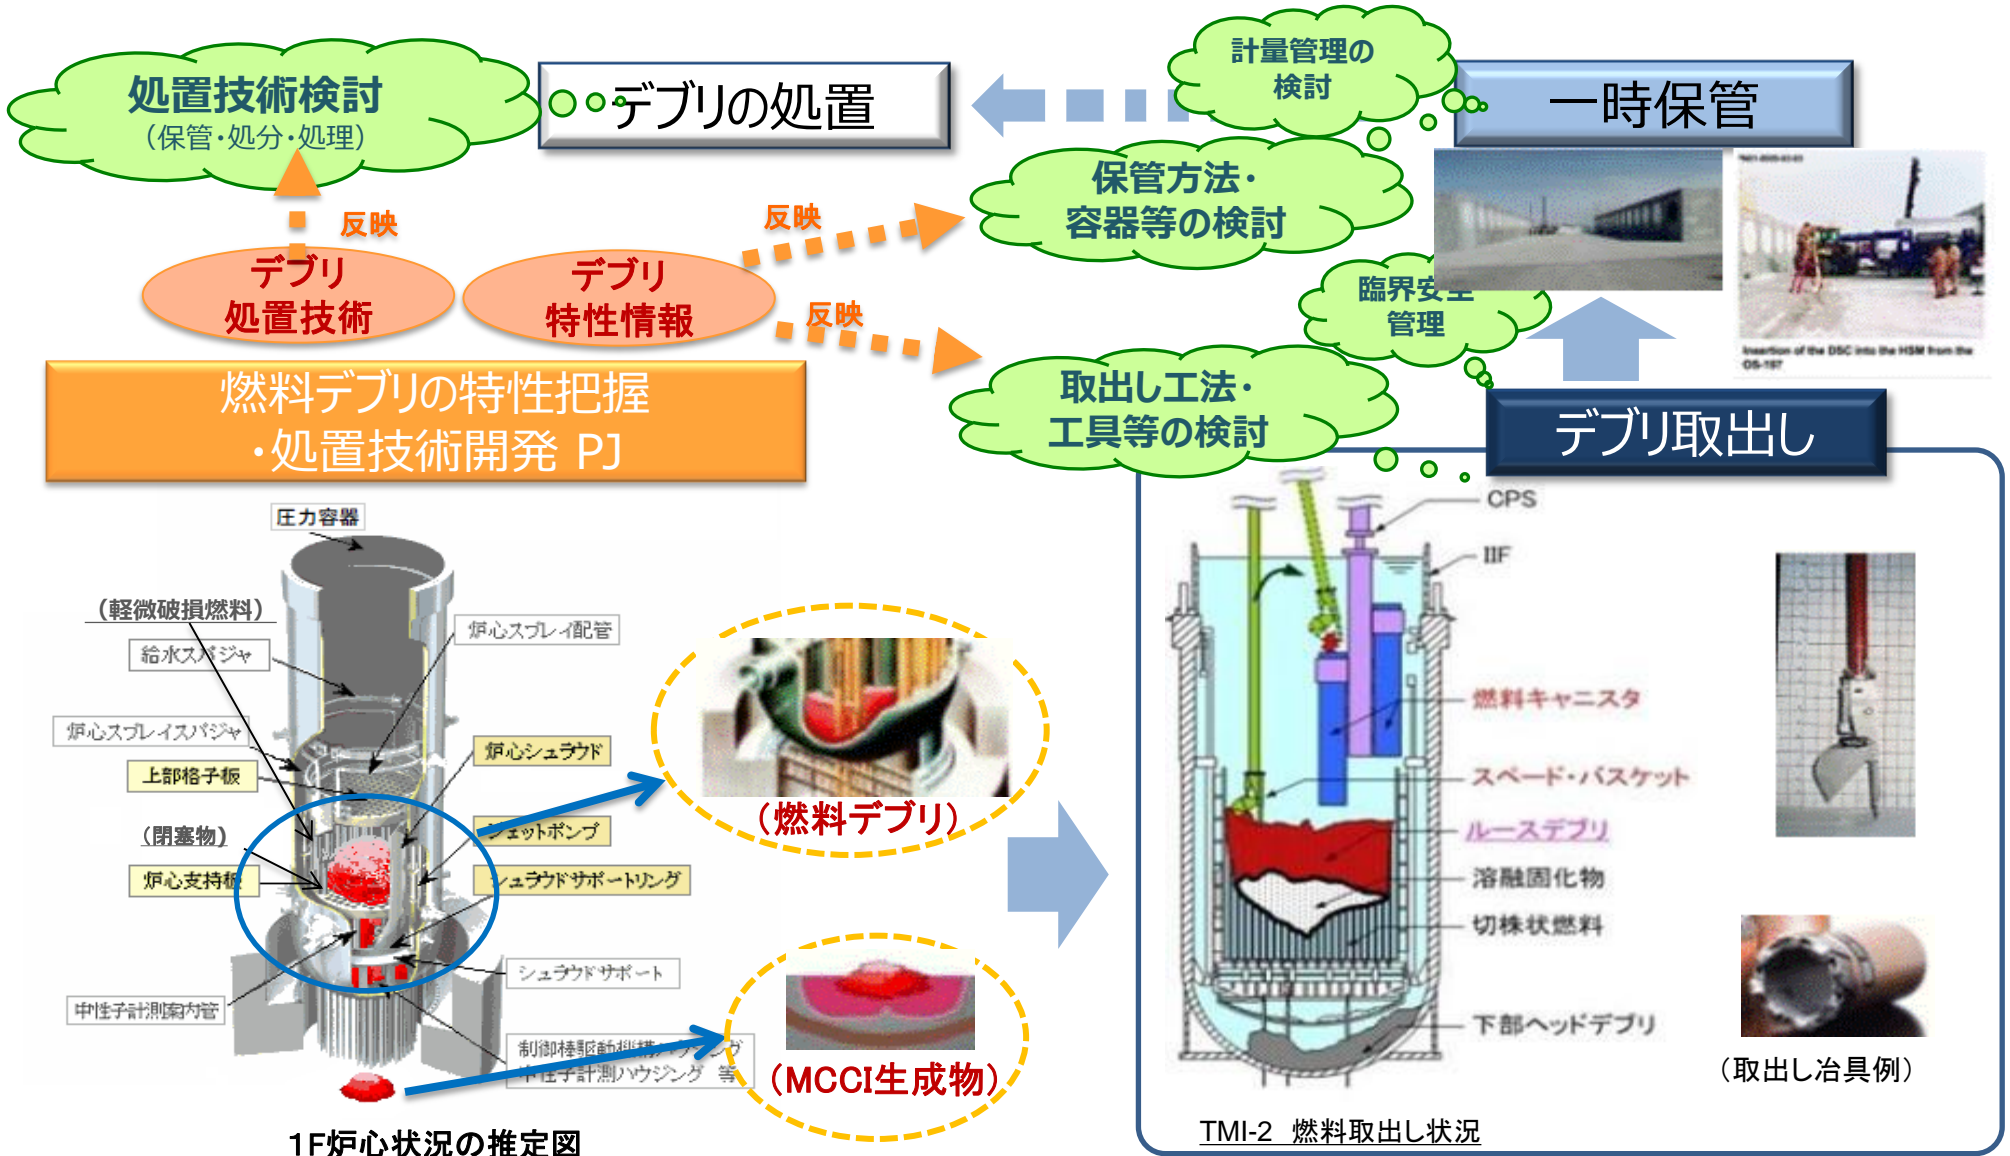 処置技術検討
（保管・処分・処理）
デブリの処置
計量管理の
検討
一時保管
保管方法・
容器等の検討
反映
反映
デブリ
処置技術
デブリ
特性情報
反映
臨界安全
管理
Insertion of the DSC into the HSM from the
OS-197
燃料デブリの特性把握
・処置技術開発 PJ
取出し工法・
工具等の検討
デブリ取出し
圧力容器
（軽微破損燃料）
給水スパジャ
炉心スプレイ配管
炉心スプレイスパジャ
上部格子板
炉心シュラウド
（閉塞物）
ジェットポンプ
炉心支持板
シュラウドサポートリング
シュラウドサポート
中性子計測案内管
制御棒駆動機構ハウジング
中性子計測ハウジング 等
1F炉心状況の推定図
（燃料デブリ）
（MCCI生成物）
CPS
IIF
燃料キャニスタ
スペード・バスケット
ルースデブリ
溶融固化物
切株状燃料
下部ヘッドデブリ
（取出し冶具例）
TMI-2 燃料取出し状況